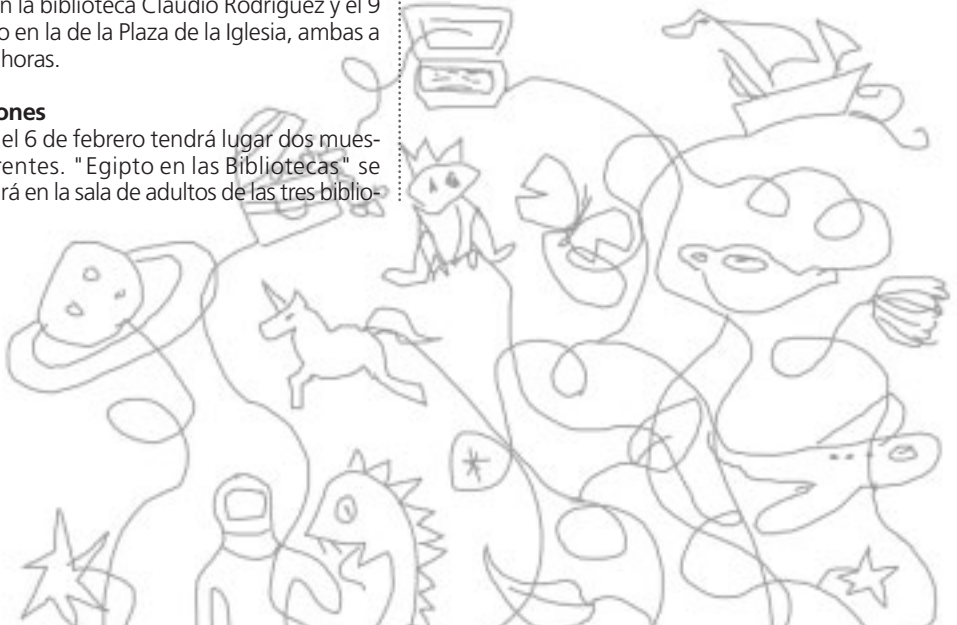 n la biblioteca Claudio Rodríguez y el 9
o en la de la Plaza de la Iglesia, ambas a
horas.
ones
el 6 de febrero tendrá lugar dos mues-
rentes. "Egipto en las Bibliotecas" se
rá en la sala de adultos de las tres biblio-